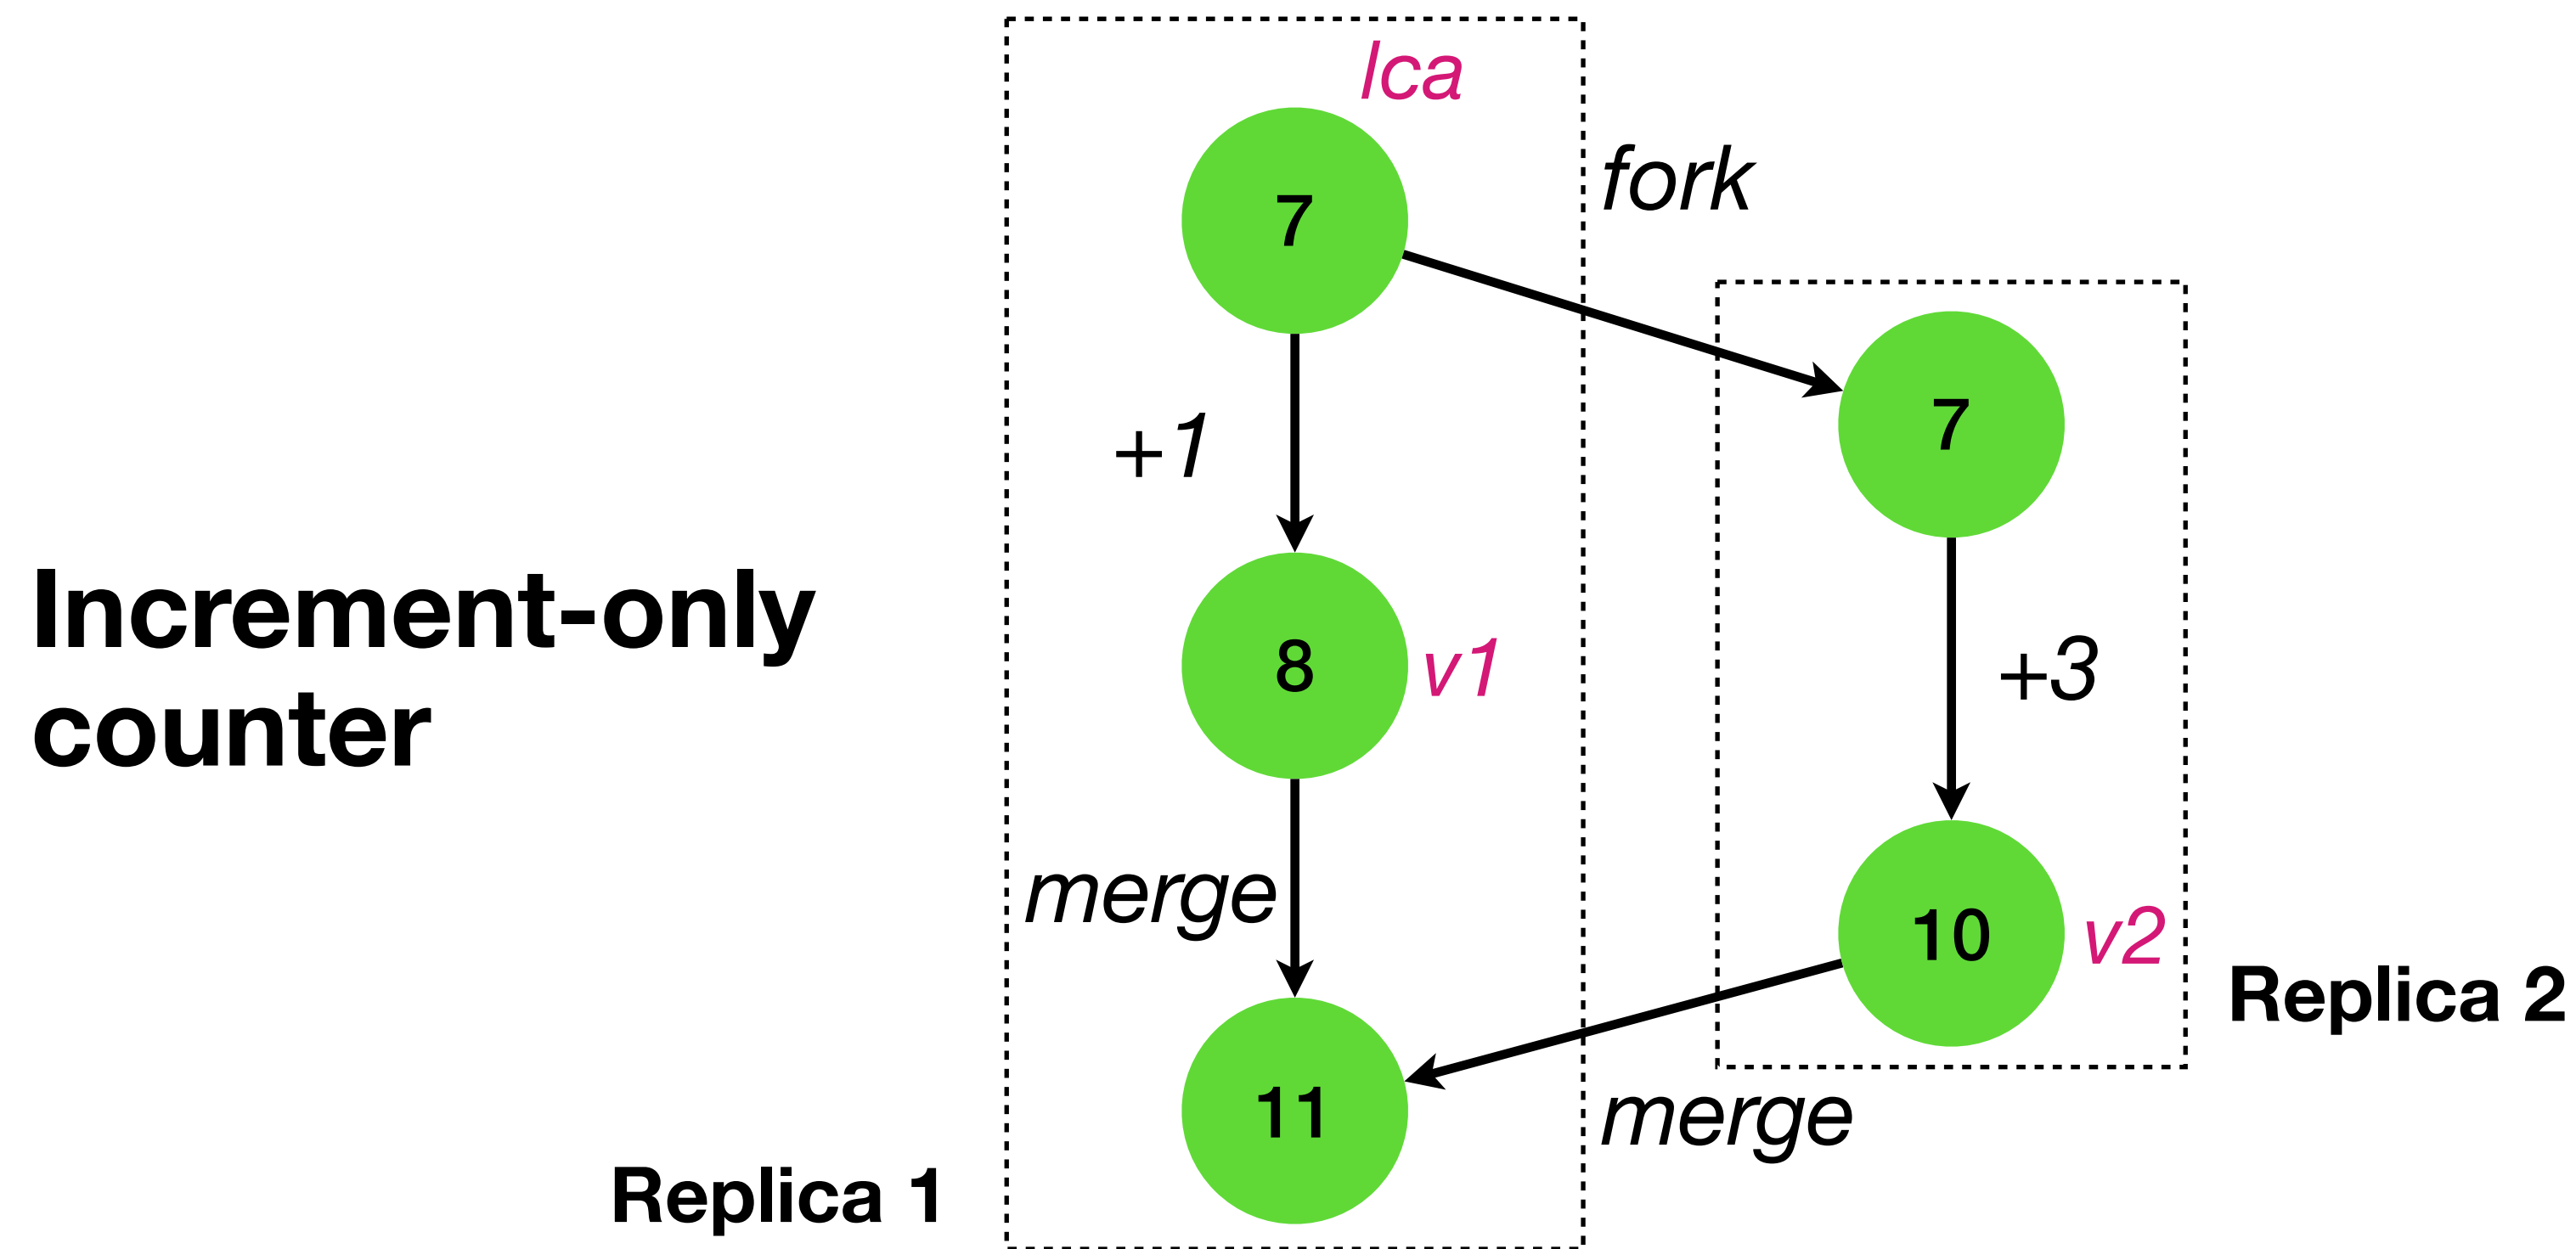 lca
7
fork
7
+1
Increment-only
counter
8
v1
+3
merge
10
v2
Replica 2
11
merge
Replica 1